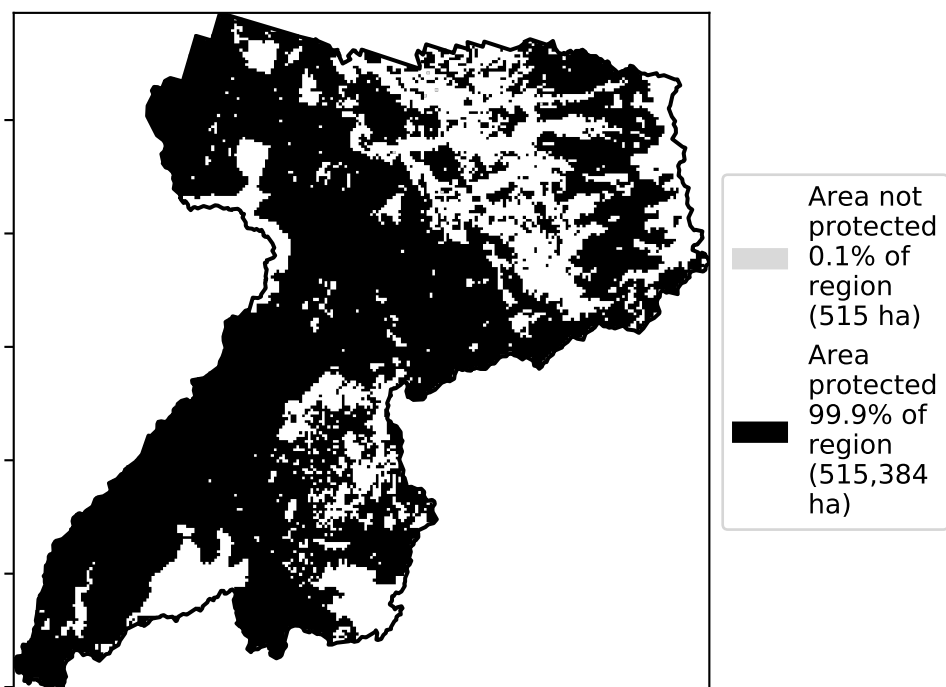 Area not
protected
0.1% of
region
(515 ha)
Area
protected
99.9% of
region
(515,384
ha)